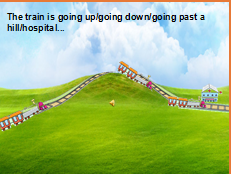 The train is going up/going down/going past a
hill/hospital...